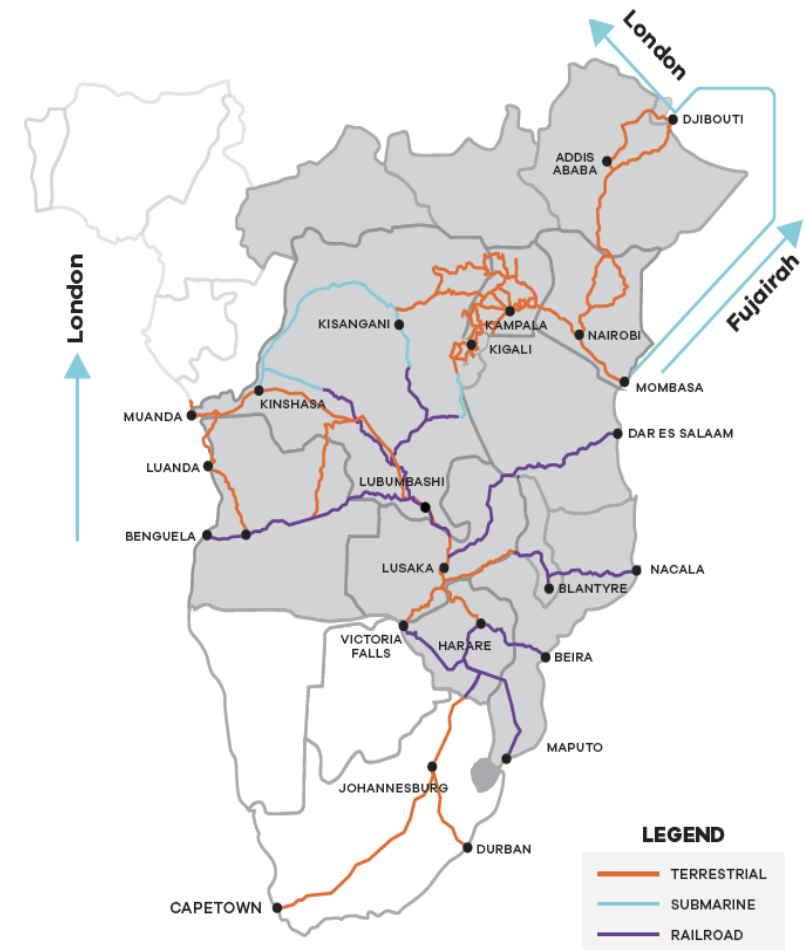 London
DJIBOUTI
ADDIS
ABABA
London
Fujairah
KISANGANI
KAMPALA
NAIROBI
KIGALI
MOMBASA
KINSHASA
MUANDA
DAR ES SALAAM
LUANDA
LUBUMBASHI
BENGUELA
LUSAKA
NACALA
BLANTYRE
VICTORIA
FALLS
HARARE
BEIRA
MAPUTO
JOHANNESBURG
DURBAN
CAPETOWN
LEGEND
TERRESTRIAL
SUBMARINE
RAILROAD